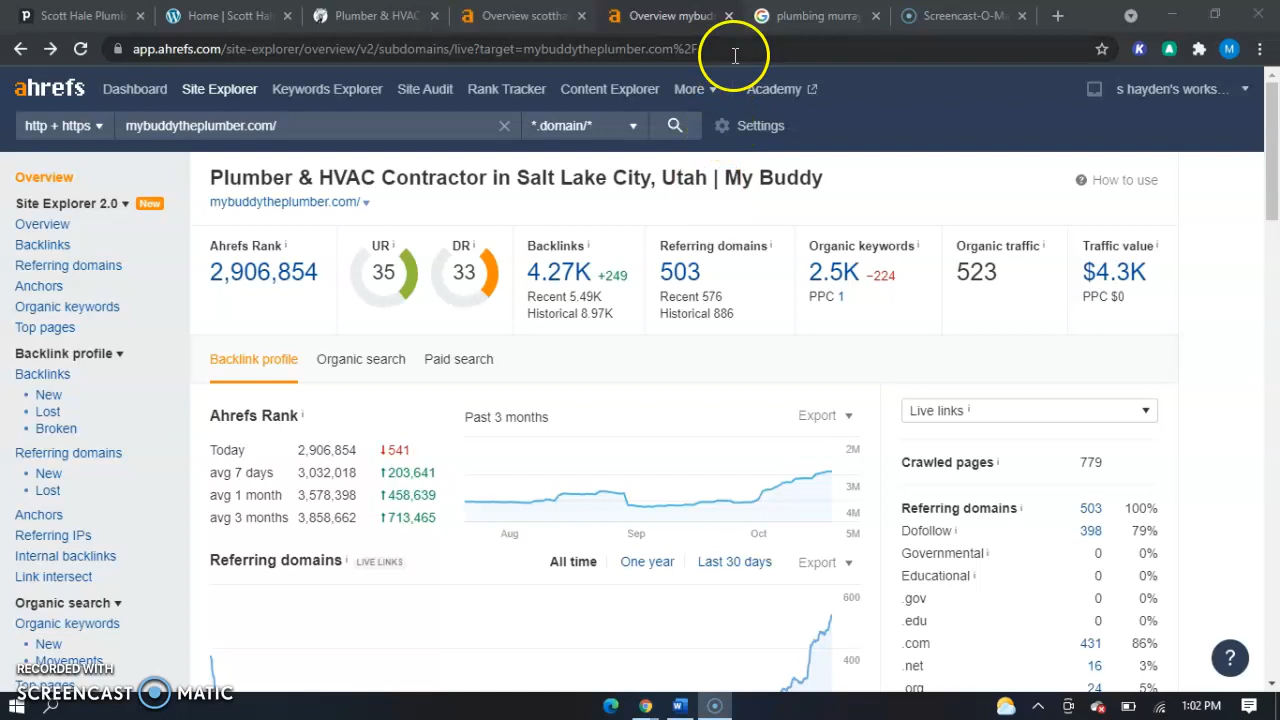 Scott Hale Plumbi
Home | Scott Hal
Plumber & HVAC
Overview scottha
Overview mybud
plumbing murray
Screencast-O-M
app.ahrefs.com/site-explorer/overview/v2/subdomains/live?target=mybuddytheplumber.com%2F
K
M
ahrefs Dashboard Site Explorer Keywords Explorer Site Audit Rank Tracker Content Explorer More Academy s hayden's works...
http + https mybuddytheplumber.com/ *.domain/* Settings
Overview
Site Explorer 2.0 New
Overview
Backlinks
Referring domains
Anchors
Organic keywords
Top pages
Backlink profile
Backlinks
New
Lost
Broken
Referring domains
New
Lost
Anchors
Referring IPs
Internal backlinks
Link intersect
Organic search
Organic keywords
New
Movements
Top pages
Plumber & HVAC Contractor in Salt Lake City, Utah | My Buddy
How to use
mybuddytheplumber.com/
Ahrefs Rank
2,906,854
UR
35
DR
33
Backlinks
4.27K +249
Recent 5.49K
Historical 8.97K
Referring domains
503
Recent 576
Historical 886
Organic keywords
2.5K −224
PPC 1
Organic traffic
523
Traffic value
$4.3K
PPC $0
Backlink profile Organic search Paid search
Ahrefs Rank
Today 2,906,854 ↓541
avg 7 days 3,032,018 ↑203,641
avg 1 month 3,578,398 ↑458,639
avg 3 months 3,858,662 ↑713,465
Past 3 months
Export
2M
3M
4M
5M
Aug Sep Oct
Referring domains LIVE LINKS
All time One year Last 30 days Export
600
400
Live links
Crawled pages 779
Referring domains 503 100%
Dofollow 398 79%
Governmental 0 0%
Educational 0 0%
.gov 0 0%
.edu 0 0%
.com 431 86%
.net 16 3%
.org 24 5%
?
RECORDED WITH
SCREENCAST MATIC
1:02 PM